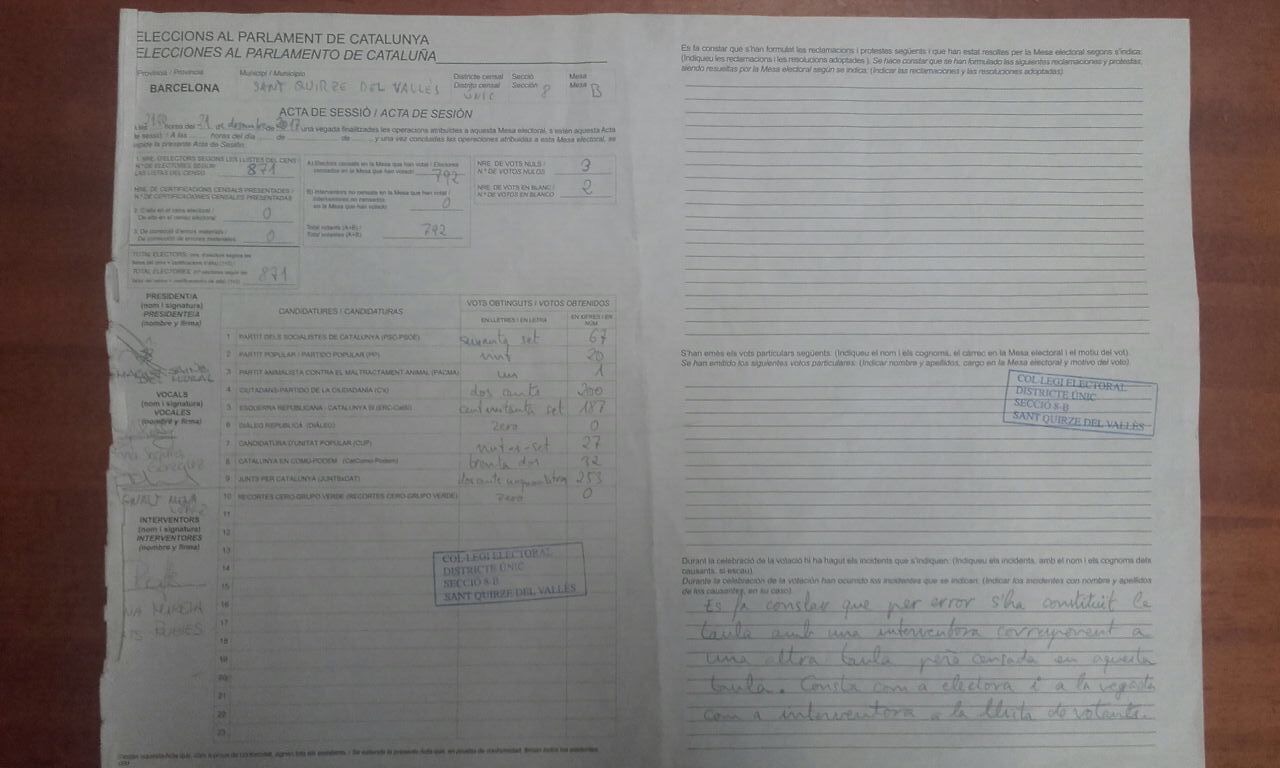 ELECCIONS AL PARLAMENT DE CATALUNYA
ELECCIONES AL PARLAMENTO DE CATALUÑA
Província / Provincia
BARCELONA
Municipi / Municipio
SANT QUIRZE DEL VALLÈS
Districte censal
Distrito censal
ÚNIC
Secció
Sección 8
Mesa
Mesa B
ACTA DE SESSIÓ / ACTA DE SESIÓN
hores del 21 de desembre de 2017 una vegada finalitzades les operacions atribuïdes a aquesta Mesa electoral, s'estén aquesta Acta
de sessió. / A las ...... horas del día ...... de ...... de ...... y una vez concluidas las operaciones atribuidas a esta Mesa electoral, se
expide la presente Acta de Sesión.
1. NRE. D'ELECTORS SEGONS LES LLISTES DEL CENS /
N.º DE ELECTORES SEGÚN
LAS LISTAS DEL CENSO 871
NRE. DE CERTIFICACIONS CENSALS PRESENTADES /
N.º DE CERTIFICACIONES CENSALES PRESENTADAS
2. D'alta en el cens electoral /
De alta en el censo electoral 0
3. De correcció d'errors materials /
De corrección de errores materiales 0
TOTAL ELECTORS: nre. d'electors segons les
TOTAL ELECTORES: 871
A) Electors censats en la Mesa que han votat / Electores
censados en la Mesa que han votado 792
B) Interventors no censats en la Mesa que han votat /
Interventores no censados
en la Mesa que han votado 0
Total votants (A+B) /
Total votantes (A+B) 792
NRE. DE VOTS NULS /
N.º DE VOTOS NULOS 3
NRE. DE VOTS EN BLANC /
N.º DE VOTOS EN BLANCO 2
PRESIDENT/A
(nom i signatura)
PRESIDENTE/A
(nombre y firma)
SAINZ
DEL MORAL
VOCALS
(nom i signatura)
VOCALES
(nombre y firma)
INTERVENTORS
(nom i signatura)
INTERVENTORES
(nombre y firma)
CANDIDATURES / CANDIDATURAS
VOTS OBTINGUTS / VOTOS OBTENIDOS
EN LLETRES / EN LETRA
EN XIFRES / EN NÚM.
1 PARTIT DELS SOCIALISTES DE CATALUNYA (PSC-PSOE) seixanta set 67
2 PARTIT POPULAR / PARTIDO POPULAR (PP) vint 20
3 PARTIT ANIMALISTA CONTRA EL MALTRACTAMENT ANIMAL (PACMA) un 1
4 CIUTADANS-PARTIDO DE LA CIUDADANÍA (C's) dos cents 200
5 ESQUERRA REPUBLICANA - CATALUNYA SÍ (ERC-CatSí) cent vuitanta set 187
6 DIÀLEG REPÚBLICA (DIÀLEG) zero 0
7 CANDIDATURA D'UNITAT POPULAR (CUP) vint-i-set 27
8 CATALUNYA EN COMÚ-PODEM (CatComú-Podem) trenta dos 32
9 JUNTS PER CATALUNYA (JUNTSxCAT) 253
10 RECORTES CERO-GRUPO VERDE (RECORTES CERO-GRUPO VERDE) zero 0
11
12
13
14
15
16
17
18
19
20
21
22
23
COL·LEGI ELECTORAL
DISTRICTE ÚNIC
SECCIÓ 8-B
SANT QUIRZE DEL VALLÈS
Es fa constar que s'han formulat les reclamacions i protestes següents i que han estat resoltes per la Mesa electoral segons s'indica:
(Indiqueu les reclamacions i les resolucions adoptades). / Se hace constar que se han formulado las siguientes reclamaciones y protestas,
siendo resueltas por la Mesa electoral según se indica: (Indicar las reclamaciones y las resoluciones adoptadas).
S'han emès els vots particulars següents. (Indiqueu el nom i els cognoms, el càrrec en la Mesa electoral i el motiu del vot).
Se han emitido los siguientes votos particulares. (Indicar nombre y apellidos, cargo en la Mesa electoral y motivo del voto).
COL·LEGI ELECTORAL
DISTRICTE ÚNIC
SECCIÓ 8-B
SANT QUIRZE DEL VALLÈS
Durant la celebració de la votació hi ha hagut els incidents que s'indiquen: (Indiqueu els incidents, amb el nom i els cognoms dels
causants, si escau).
Durante la celebración de la votación han ocurrido los incidentes que se indican: (Indicar los incidentes con nombre y apellidos
de los causantes, en su caso).
Es fa constar que per error s'ha constituït la
taula amb una interventora corresponent a
una altra taula però censada en aquesta
taula. Consta com a electora i a la vegada
com a interventora a la llista de votants.